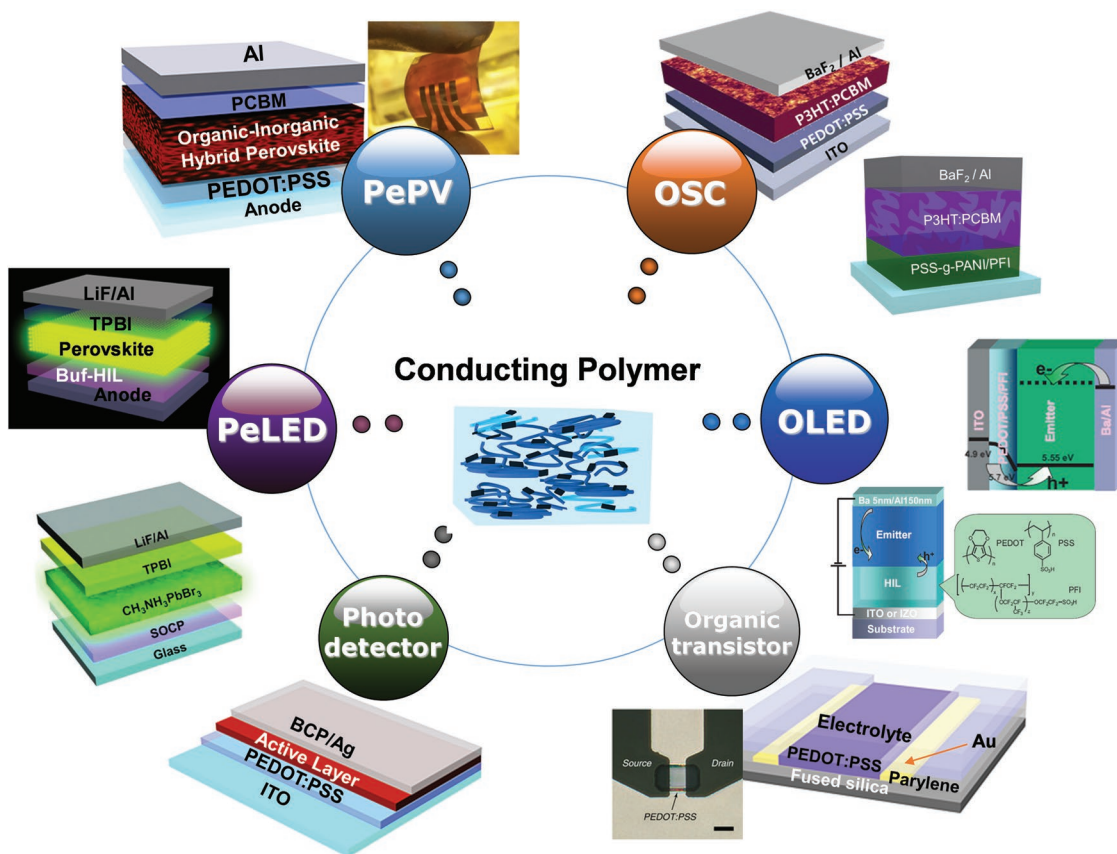 Al
PCBM
Organic-Inorganic
Hybrid Perovskite
PEDOT:PSS
Anode
PePV
OSC
BaF₂ / Al
P3HT:PCBM
PEDOT:PSS
ITO
BaF₂ / Al
P3HT:PCBM
PSS-g-PANI/PFI
LiF/Al
TPBI
Perovskite
Buf-HIL
Anode
PeLED
Conducting Polymer
OLED
ITO
PEDOT/PSS/PFI
Emitter
Ba/Al
e-
4.9 eV
5.7 eV
5.55 eV
h+
Ba 5nm/Al150nm
Emitter
e-
h+
HIL
ITO or IZO
Substrate
PEDOT
PSS
SO₃H
PFI
LiF/Al
TPBI
CH₃NH₃PbBr₃
SOCP
Glass
Photo
detector
Organic
transistor
BCP/Ag
Active Layer
PEDOT:PSS
ITO
Source
Drain
PEDOT:PSS
Electrolyte
PEDOT:PSS
Fused silica
Au
Parylene